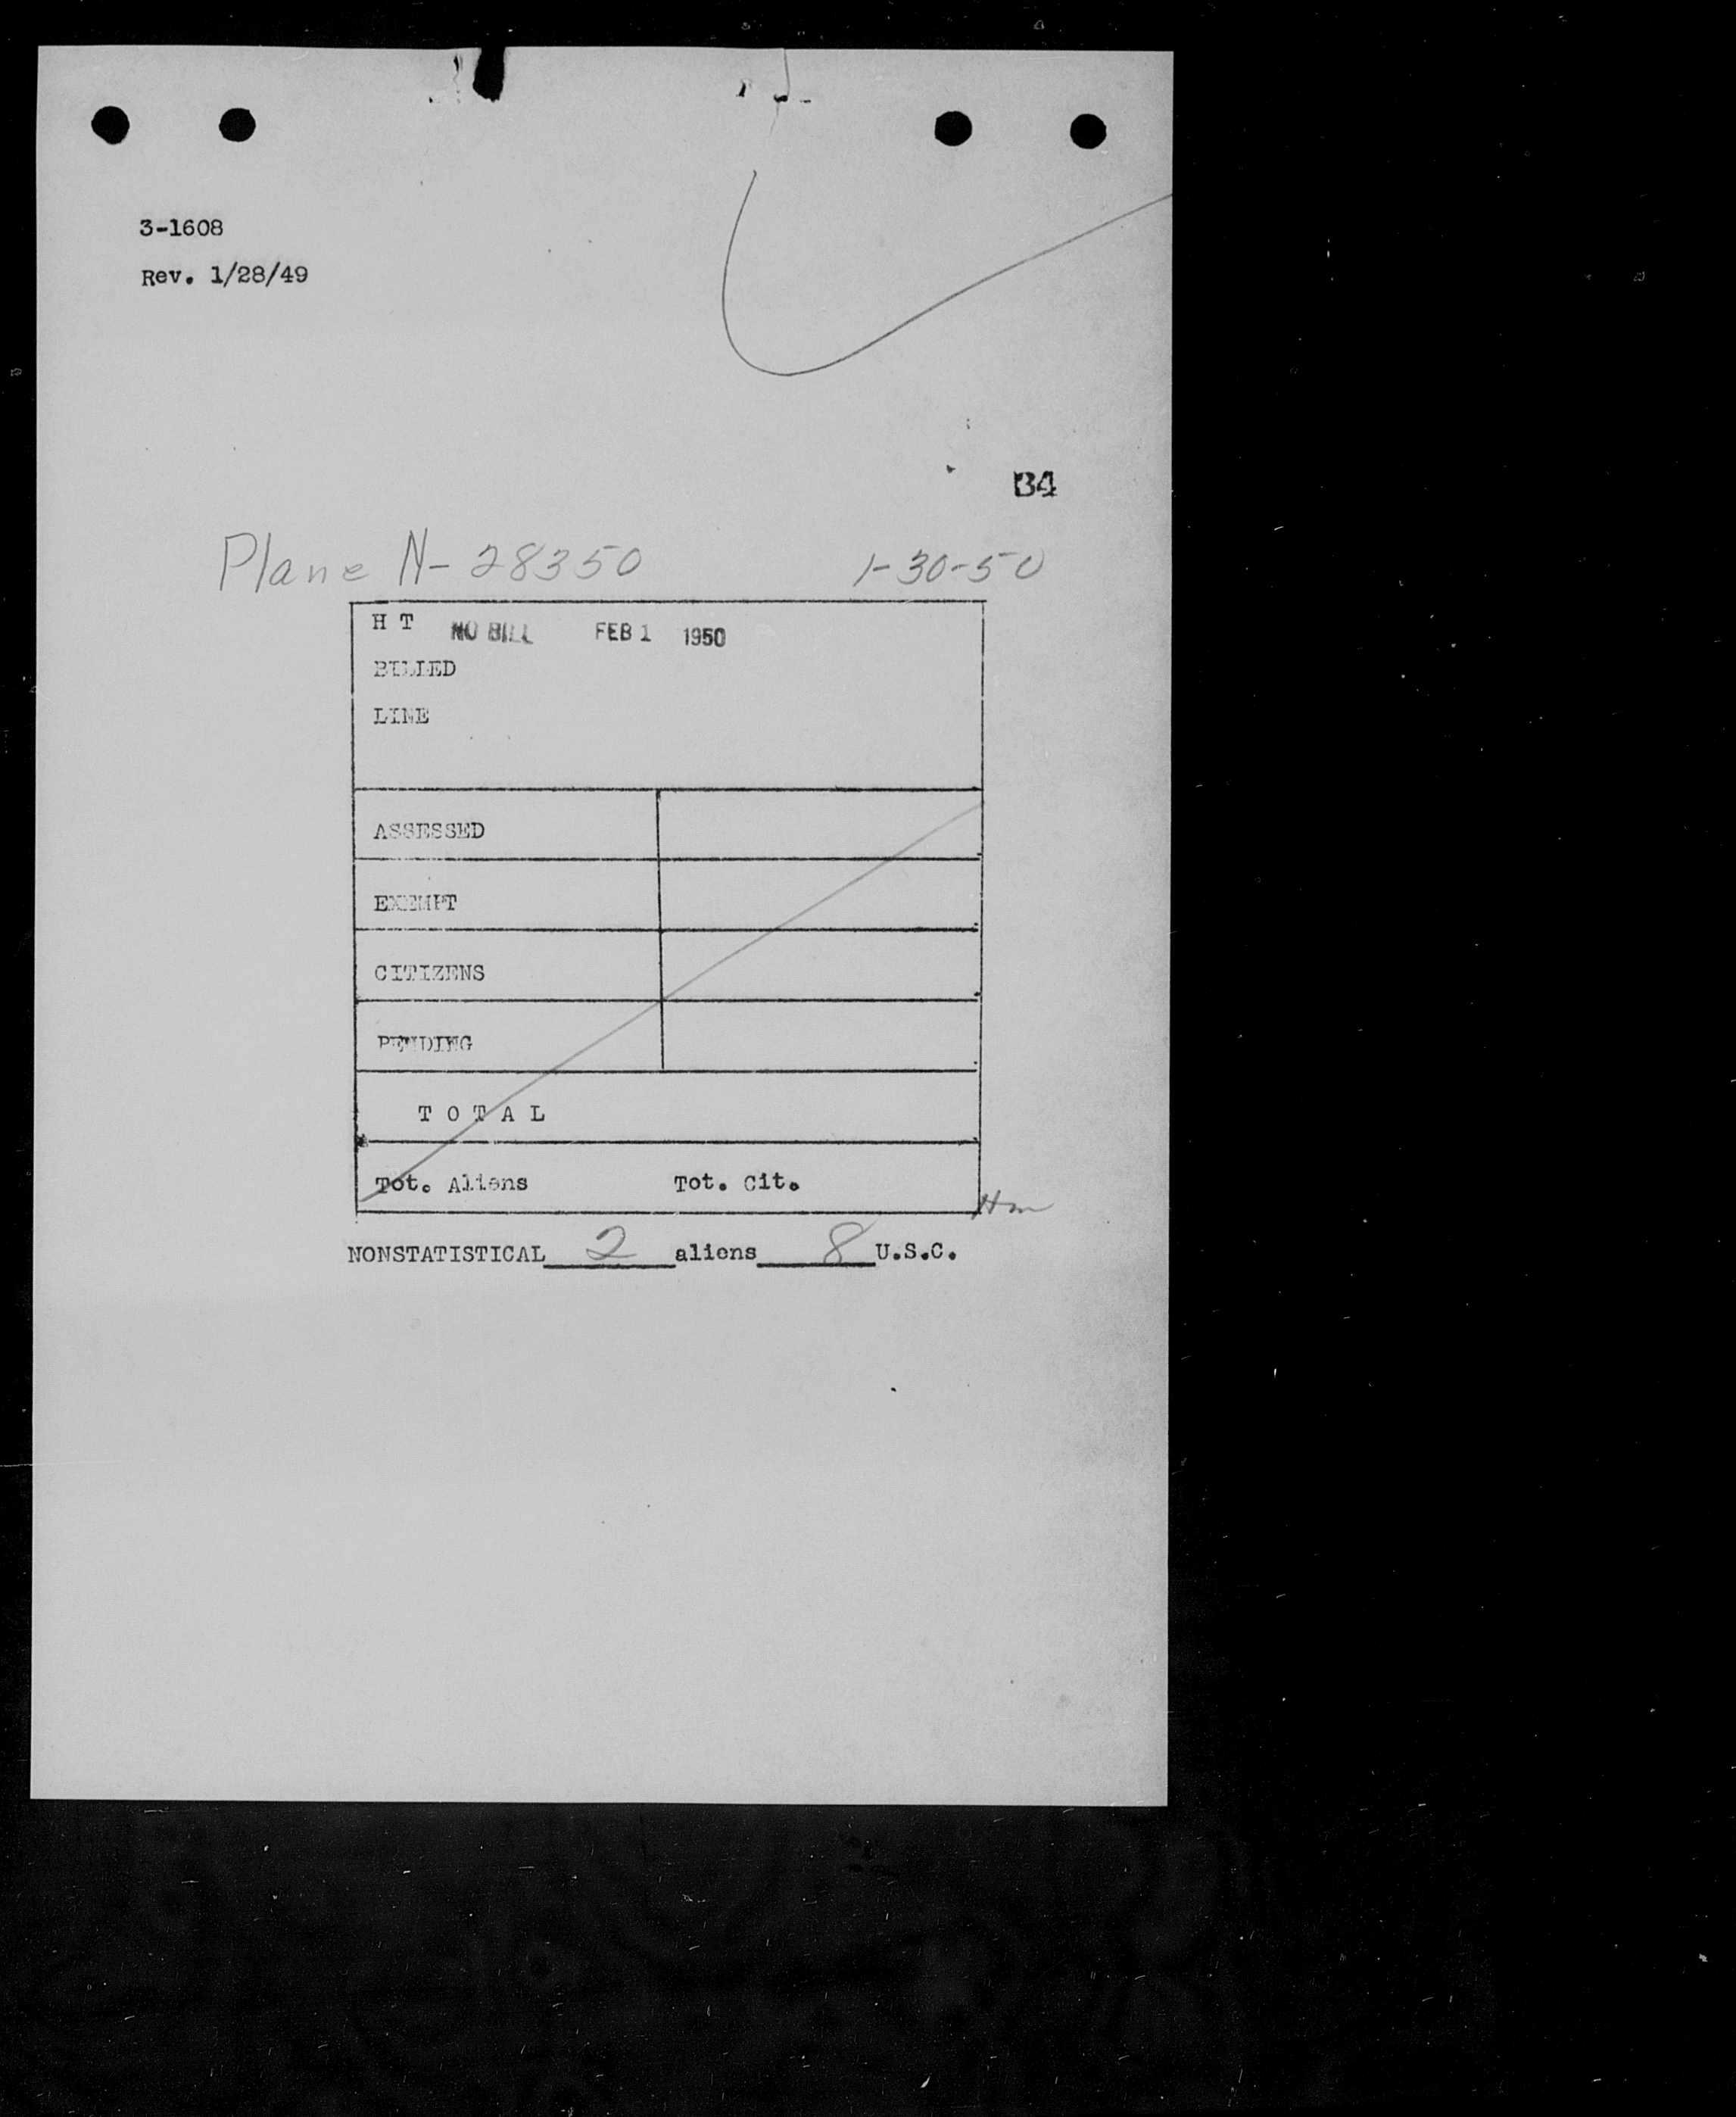 3-1608
Rev. 1/28/49
34
Plane N-28350 1-30-50
H T NO BILL FEB 1 1950
BILLED
LINE
ASSESSED
EXEMPT
CITIZENS
PENDING
T O T A L
Tot. Aliens Tot. Cit.
NONSTATISTICAL 2 aliens 8 U.S.C.